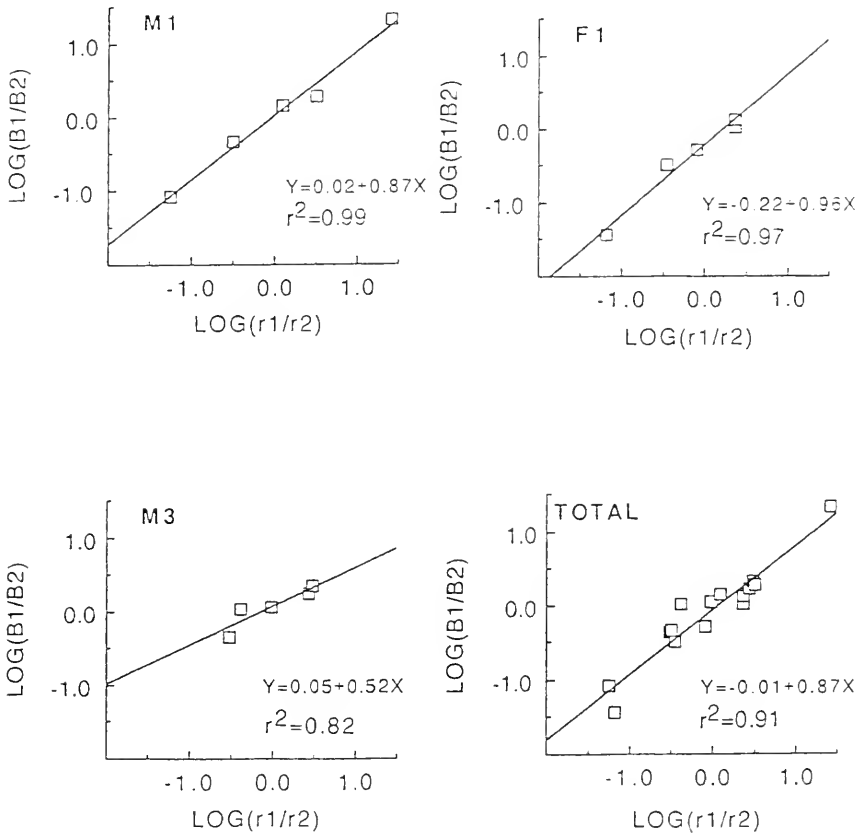 M1
1.0
0.0
-1.0
LOG(B1/B2)
Y=0.02+0.87X
r2=0.99
-1.0 0.0 1.0
LOG(r1/r2)
F1
1.0
0.0
-1.0
LOG(B1/B2)
Y=-0.22+0.96X
r2=0.97
-1.0 0.0 1.0
LOG(r1/r2)
M3
1.0
0.0
-1.0
LOG(B1/B2)
Y=0.05+0.52X
r2=0.82
-1.0 0.0 1.0
LOG(r1/r2)
TOTAL
1.0
0.0
-1.0
LOG(B1/B2)
Y=-0.01+0.87X
r2=0.91
-1.0 0.0 1.0
LOG(r1/r2)